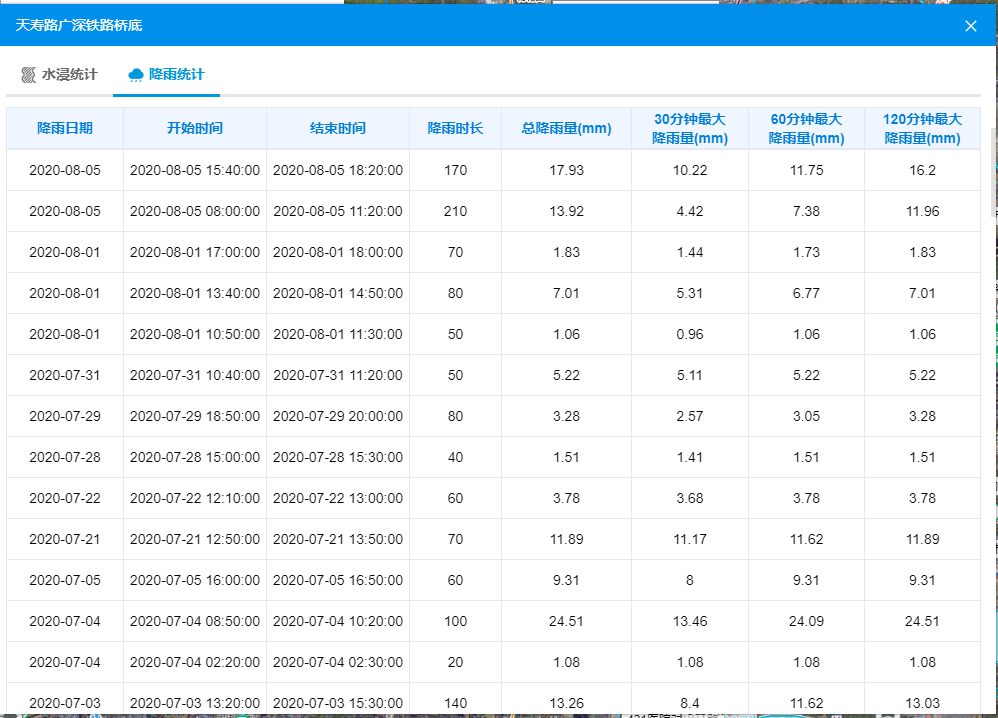 天寿路广深铁路桥底
水浸统计 降雨统计
降雨日期 开始时间 结束时间 降雨时长 总降雨量(mm) 30分钟最大降雨量(mm) 60分钟最大降雨量(mm) 120分钟最大降雨量(mm)
2020-08-05 2020-08-05 15:40:00 2020-08-05 18:20:00 170 17.93 10.22 11.75 16.2
2020-08-05 2020-08-05 08:00:00 2020-08-05 11:20:00 210 13.92 4.42 7.38 11.96
2020-08-01 2020-08-01 17:00:00 2020-08-01 18:00:00 70 1.83 1.44 1.73 1.83
2020-08-01 2020-08-01 13:40:00 2020-08-01 14:50:00 80 7.01 5.31 6.77 7.01
2020-08-01 2020-08-01 10:50:00 2020-08-01 11:30:00 50 1.06 0.96 1.06 1.06
2020-07-31 2020-07-31 10:40:00 2020-07-31 11:20:00 50 5.22 5.11 5.22 5.22
2020-07-29 2020-07-29 18:50:00 2020-07-29 20:00:00 80 3.28 2.57 3.05 3.28
2020-07-28 2020-07-28 15:00:00 2020-07-28 15:30:00 40 1.51 1.41 1.51 1.51
2020-07-22 2020-07-22 12:10:00 2020-07-22 13:00:00 60 3.78 3.68 3.78 3.78
2020-07-21 2020-07-21 12:50:00 2020-07-21 13:50:00 70 11.89 11.17 11.62 11.89
2020-07-05 2020-07-05 16:00:00 2020-07-05 16:50:00 60 9.31 8 9.31 9.31
2020-07-04 2020-07-04 08:50:00 2020-07-04 10:20:00 100 24.51 13.46 24.09 24.51
2020-07-04 2020-07-04 02:20:00 2020-07-04 02:30:00 20 1.08 1.08 1.08 1.08
2020-07-03 2020-07-03 13:20:00 2020-07-03 15:30:00 140 13.26 8.4 11.62 13.03